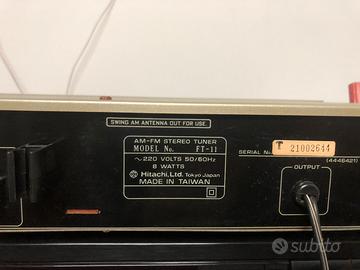 SWING AM ANTENNA OUT FOR USE.
AM-FM STEREO TUNER
MODEL No. FT-11
~220 VOLTS 50/60Hz
8 WATTS
Hitachi, Ltd. Tokyo Japan
MADE IN TAIWAN
SERIAL No. T 21002644
(4446421)
OUTPUT
subito